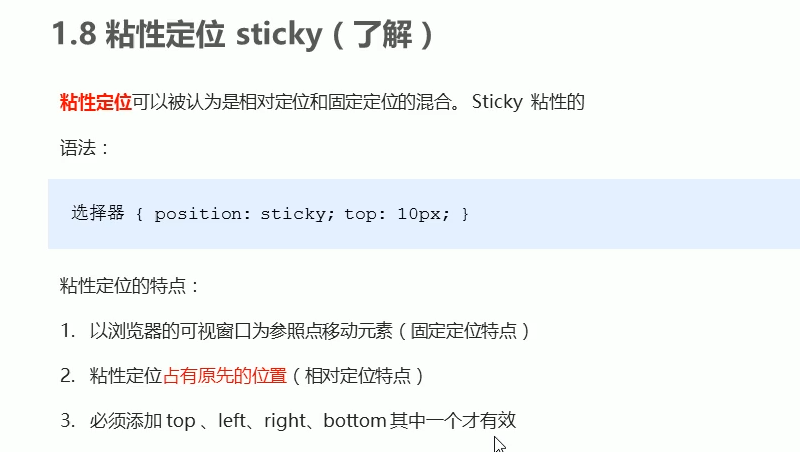 1.8 粘性定位 sticky（了解）
粘性定位可以被认为是相对定位和固定定位的混合。Sticky 粘性的
语法：
选择器 { position: sticky; top: 10px; }
粘性定位的特点：
1. 以浏览器的可视窗口为参照点移动元素（固定定位特点）
2. 粘性定位占有原先的位置（相对定位特点）
3. 必须添加 top 、left、right、bottom 其中一个才有效